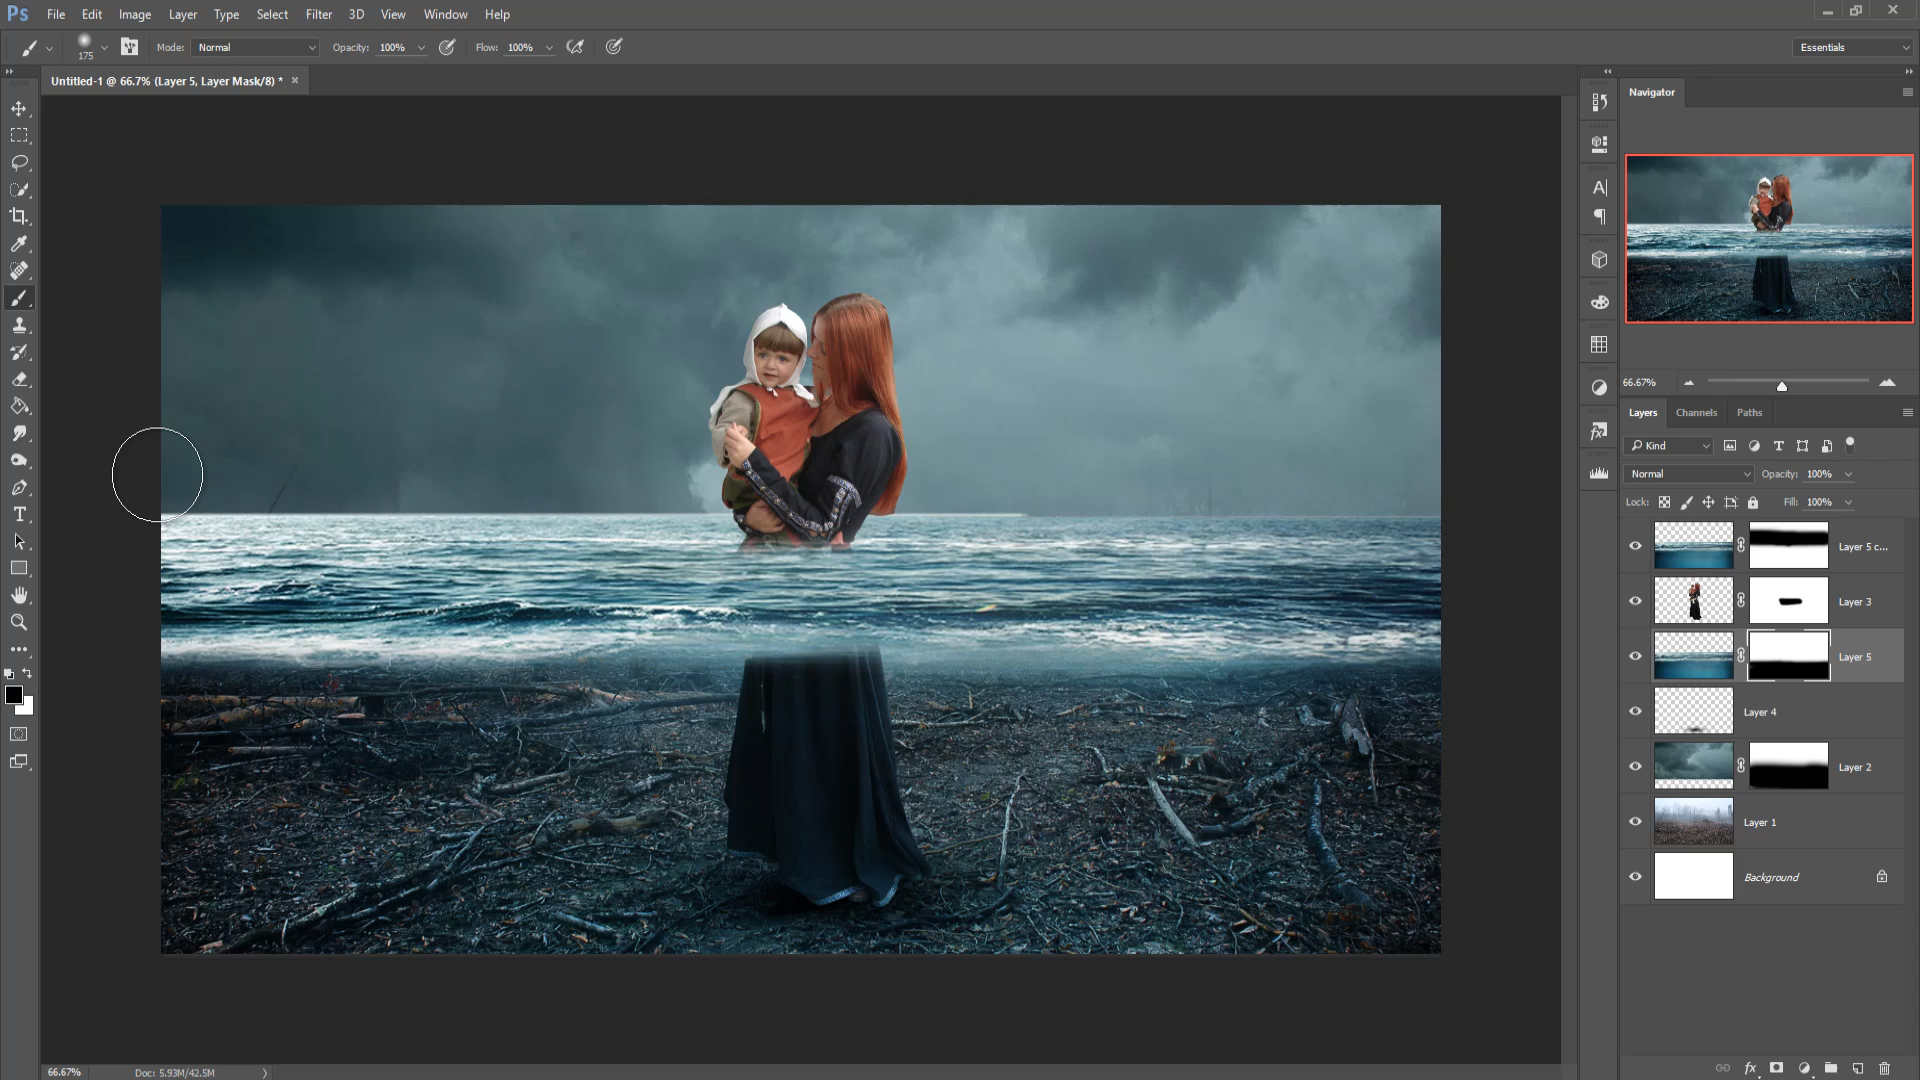 Ps File Edit Image Layer Type Select Filter 3D View Window Help
175 Mode: Normal Opacity: 100% Flow: 100% Essentials
Untitled-1 @ 66.7% (Layer 5, Layer Mask/8) * ×
Navigator
66.67%
Layers Channels Paths
Kind
Normal Opacity: 100%
Lock: Fill: 100%
Layer 5 c...
Layer 3
Layer 5
Layer 4
Layer 2
Layer 1
Background
66.67% Doc: 5.93M/42.5M